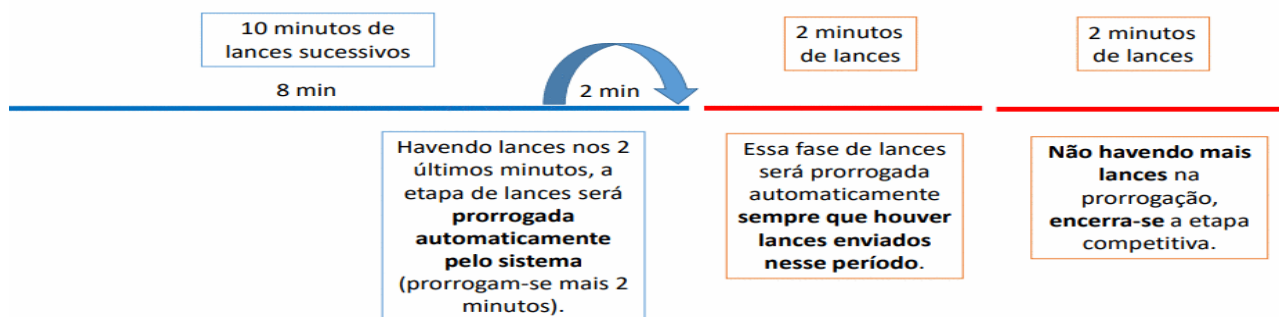 10 minutos de
lances sucessivos
8 min
2 min
2 minutos
de lances
2 minutos
de lances
Havendo lances nos 2
últimos minutos, a
etapa de lances será
prorrogada
automaticamente
pelo sistema
(prorrogam-se mais 2
minutos).
Essa fase de lances
será prorrogada
automaticamente
sempre que houver
lances enviados
nesse período.
Não havendo mais
lances na
prorrogação,
encerra-se a etapa
competitiva.